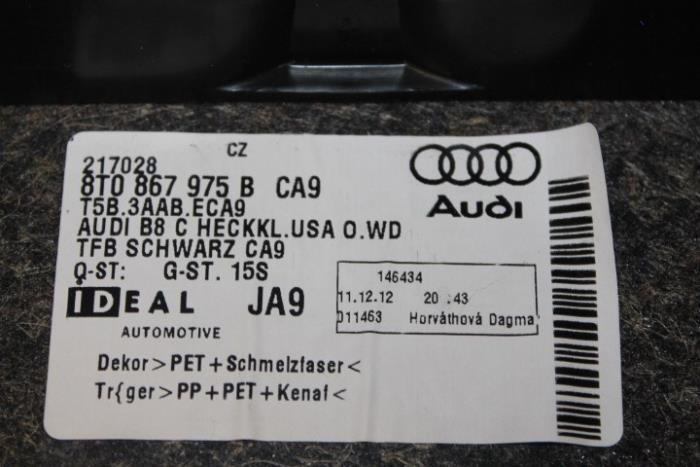 CZ
217028
8T0 867 975 B CA9
T5B.3AAB.ECA9
AUDI B8 C HECKKL.USA O.WD
TFB SCHWARZ CA9
Q-ST: G-ST. 15S
IDEAL JA9
AUTOMOTIVE
Dekor>PET+Schmelzfaser<
Tr{ger>PP+PET+Kenaf<
Audi
146434
11.12.12 20:43
011463 Horváthová Dagma